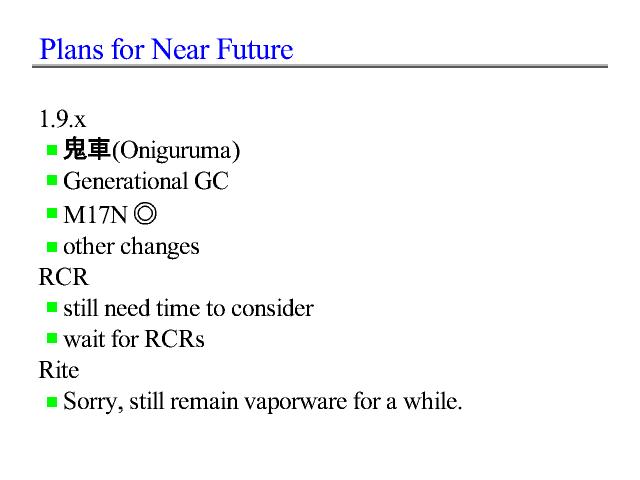 Plans for Near Future
1.9.x
鬼車(Oniguruma)
Generational GC
M17N ◎
other changes
RCR
still need time to consider
wait for RCRs
Rite
Sorry, still remain vaporware for a while.